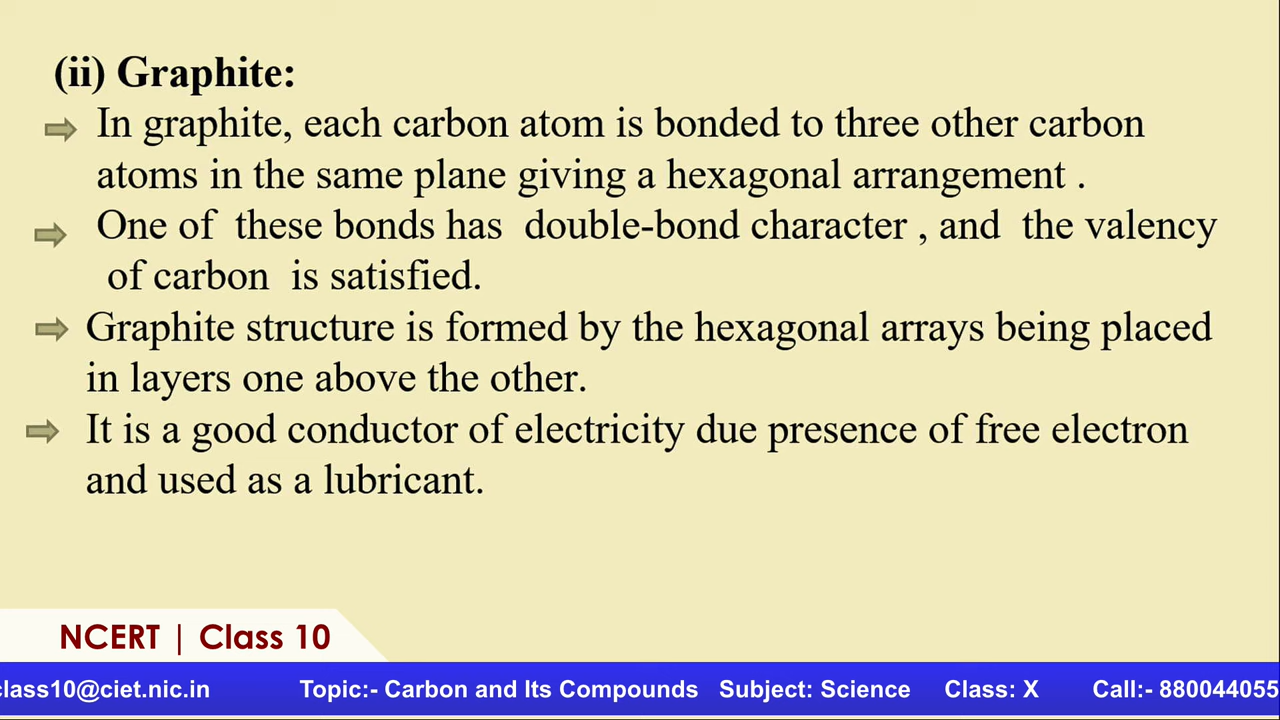 (ii) Graphite:
In graphite, each carbon atom is bonded to three other carbon
atoms in the same plane giving a hexagonal arrangement .
One of these bonds has double-bond character , and the valency
of carbon is satisfied.
Graphite structure is formed by the hexagonal arrays being placed
in layers one above the other.
It is a good conductor of electricity due presence of free electron
and used as a lubricant.
NCERT | Class 10
class10@ciet.nic.in Topic:- Carbon and Its Compounds Subject: Science Class: X Call:- 880044055